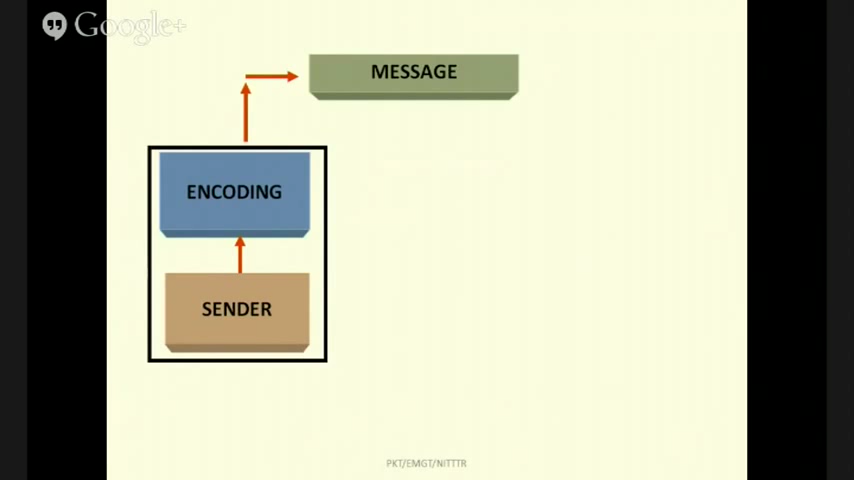 Google+
MESSAGE
ENCODING
SENDER
PKT/EMGT/NITTTR